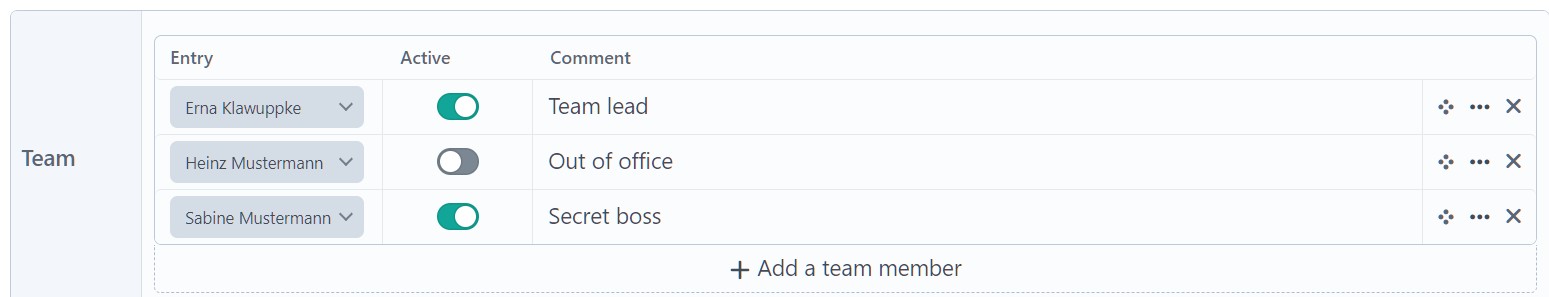 Entry Active Comment
Erna Klawuppke Team lead
Team
Heinz Mustermann Out of office
Sabine Mustermann Secret boss
Add a team member